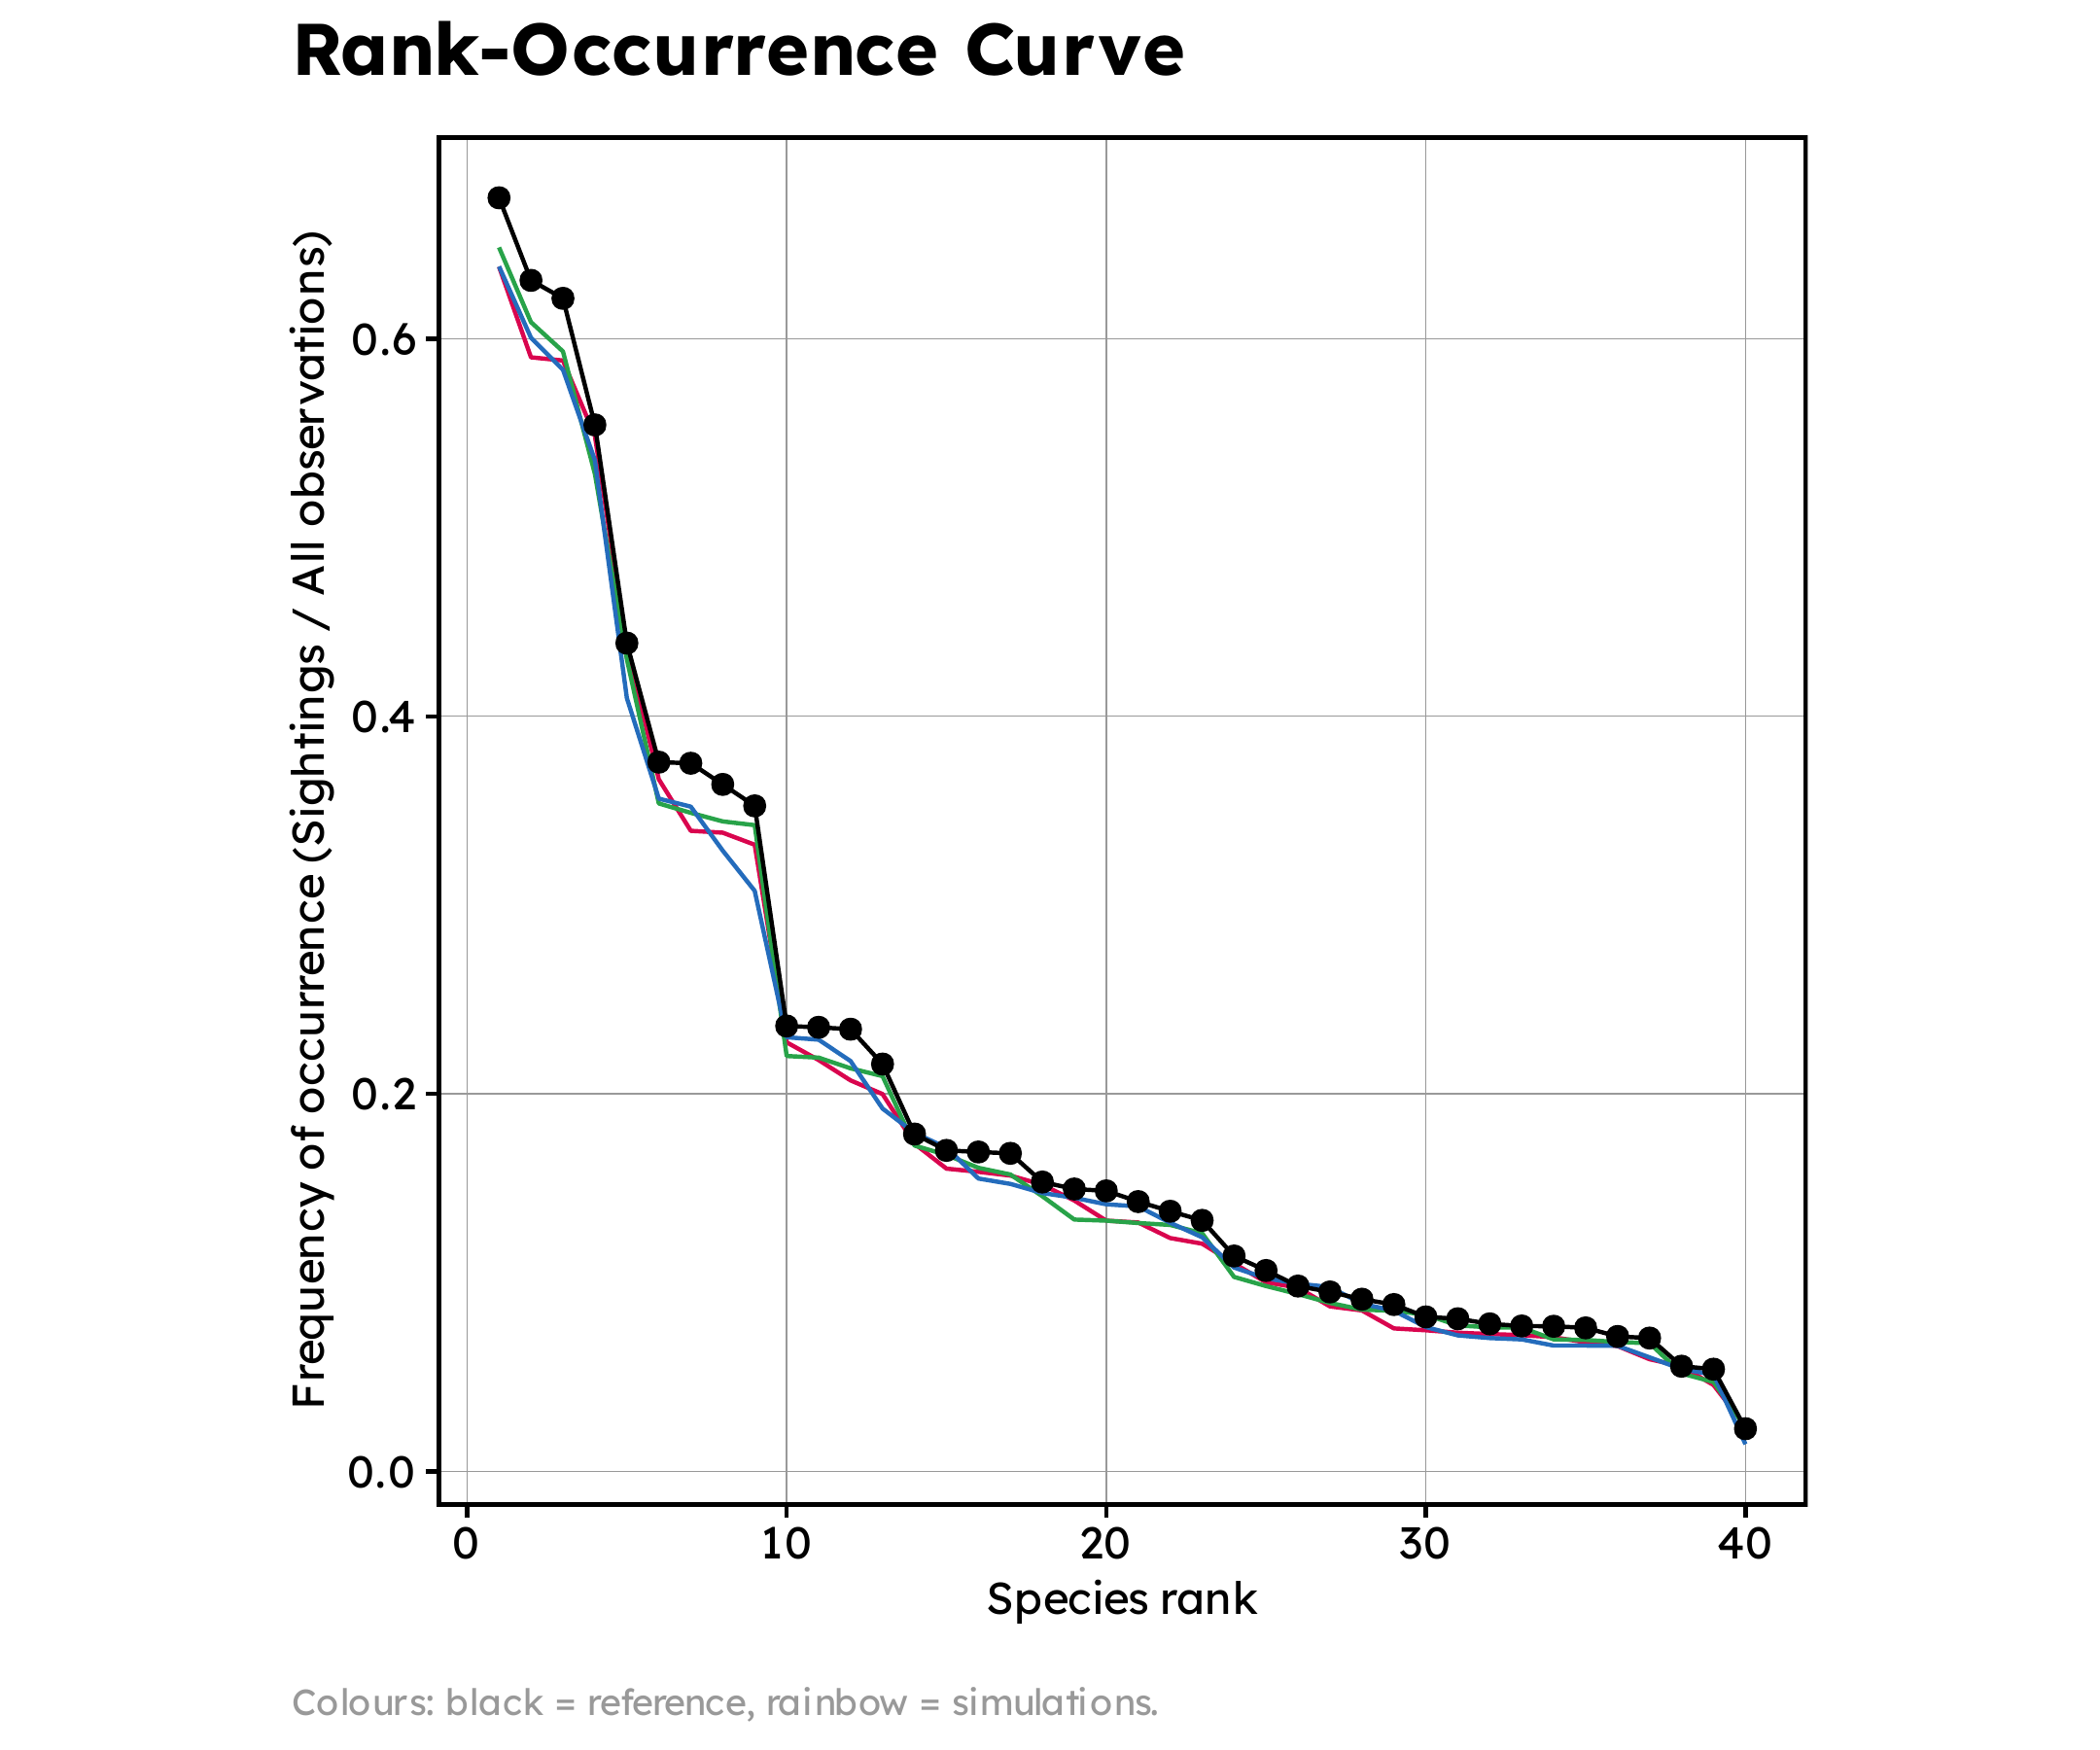 Rank-Occurrence Curve
Frequency of occurrence (Sightings / All observations)
0.6
0.4
0.2
0.0
0 10 20 30 40
Species rank
Colours: black = reference, rainbow = simulations.